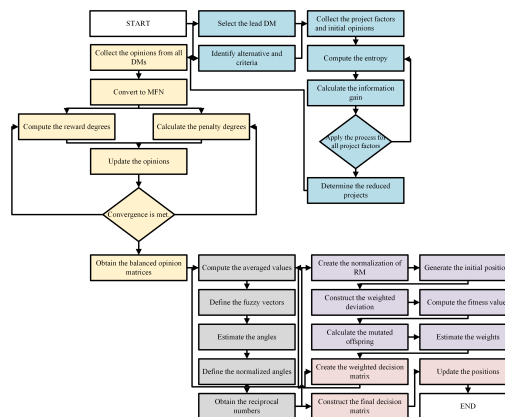 START
Select the lead DM
Collect the project factors
and initial opinions
Collect the opinions from all
DMs
Identify alternative and
criteria
Compute the entropy
Convert to MFN
Calculate the information
gain
Compute the reward degrees
Calculate the penalty degrees
Apply the process for
all project factors
Update the opinions
Determine the reduced
projects
Convergence is met
Obtain the balanced opinion
matrices
Compute the averaged values
Create the normalization of
RM
Generate the initial position
Define the fuzzy vectors
Construct the weighted
deviation
Compute the fitness value
Estimate the angles
Calculate the mutated
offspring
Estimate the weights
Define the normalized angles
Create the weighted decision
matrix
Update the positions
Obtain the reciprocal
numbers
Construct the final decision
matrix
END